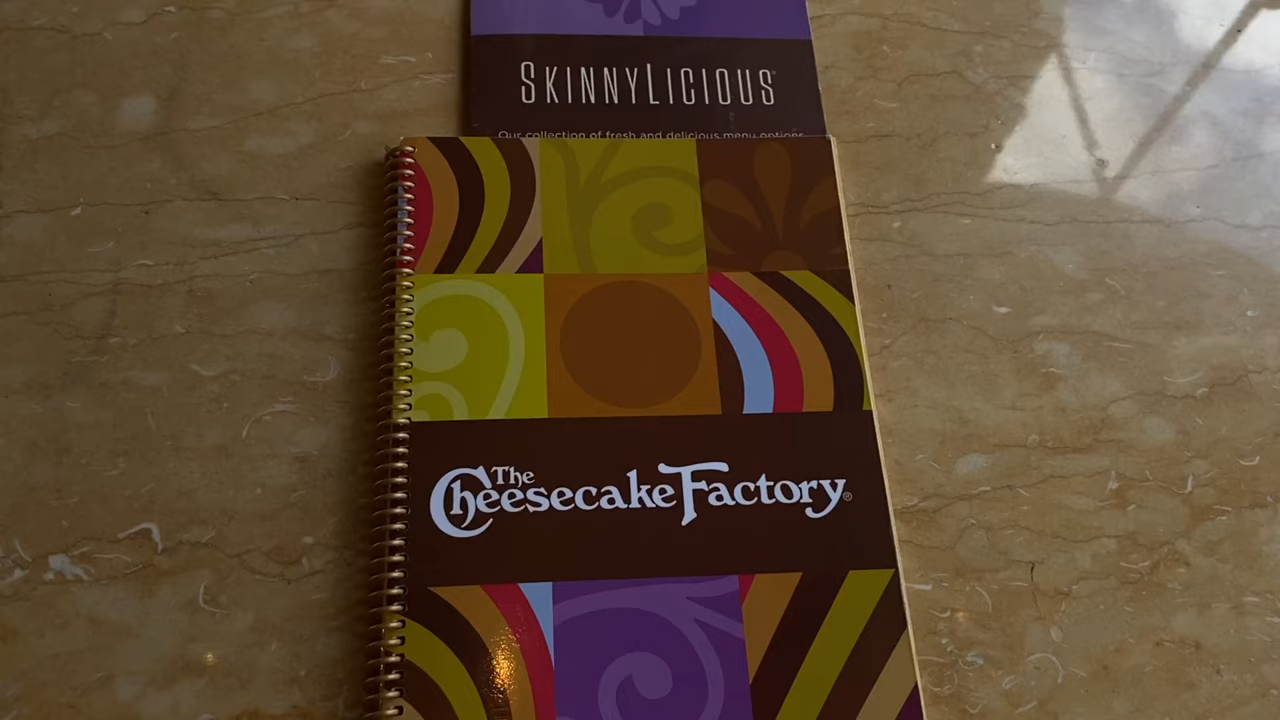 SKINNYLICIOUS
Our collection of fresh and delicious menu options
The
Cheesecake Factory®